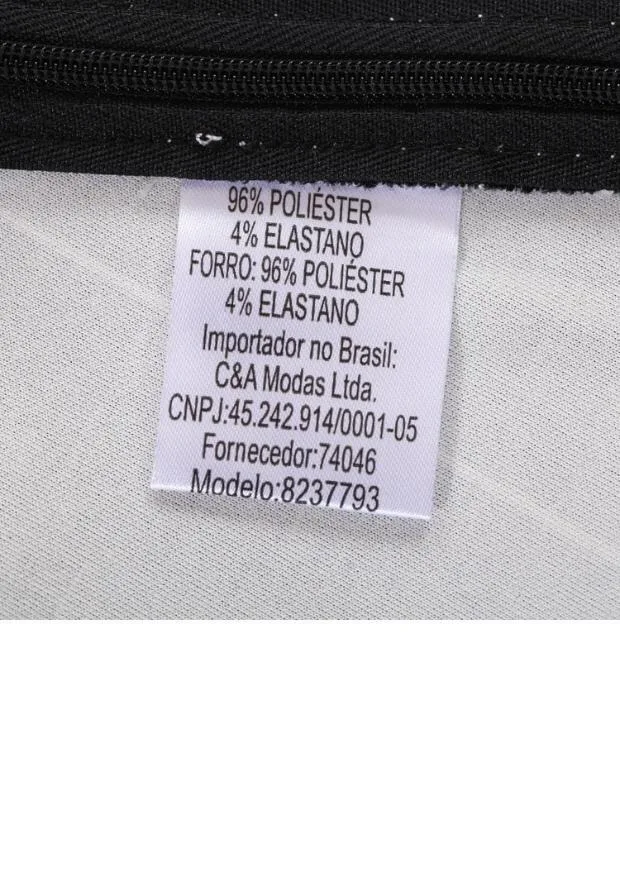 96% POLIÉSTER
4% ELASTANO
FORRO: 96% POLIÉSTER
4% ELASTANO
Importador no Brasil:
C&A Modas Ltda.
CNPJ:45.242.914/0001-05
Fornecedor:74046
Modelo:8237793